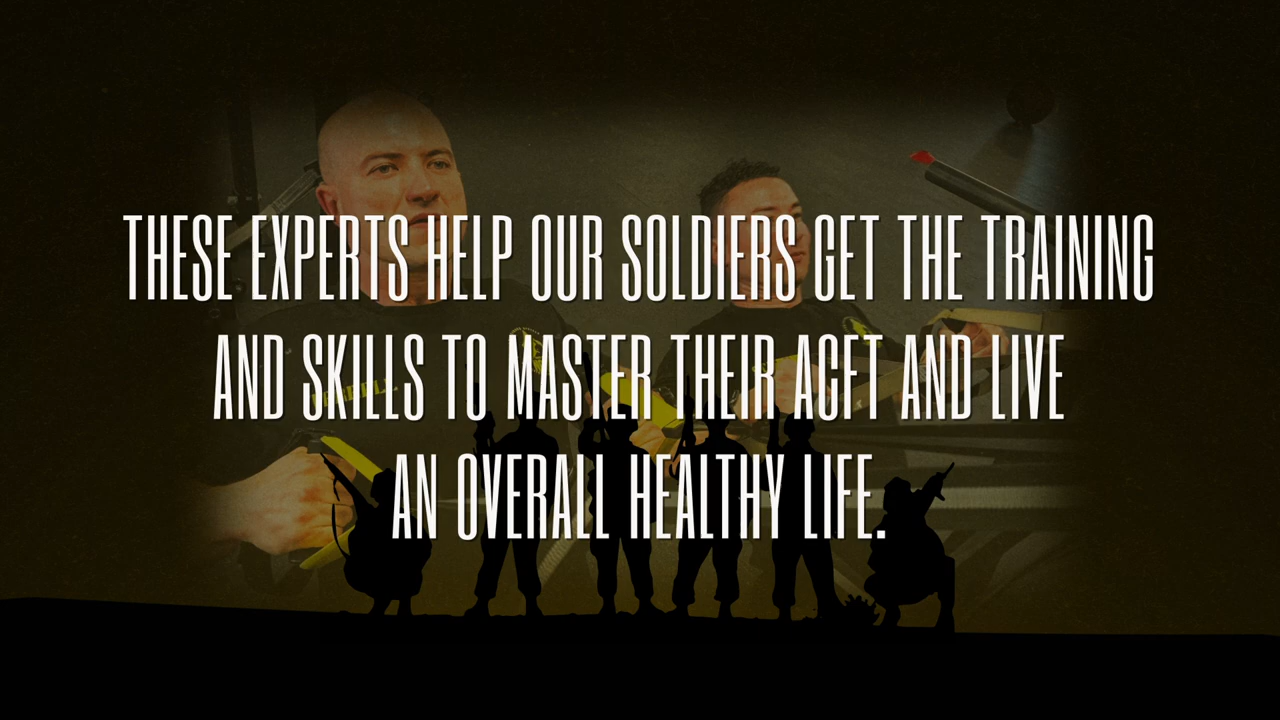 THESE EXPERTS HELP OUR SOLDIERS GET THE TRAINING
AND SKILLS TO MASTER THEIR ACFT AND LIVE
AN OVERALL HEALTHY LIFE.